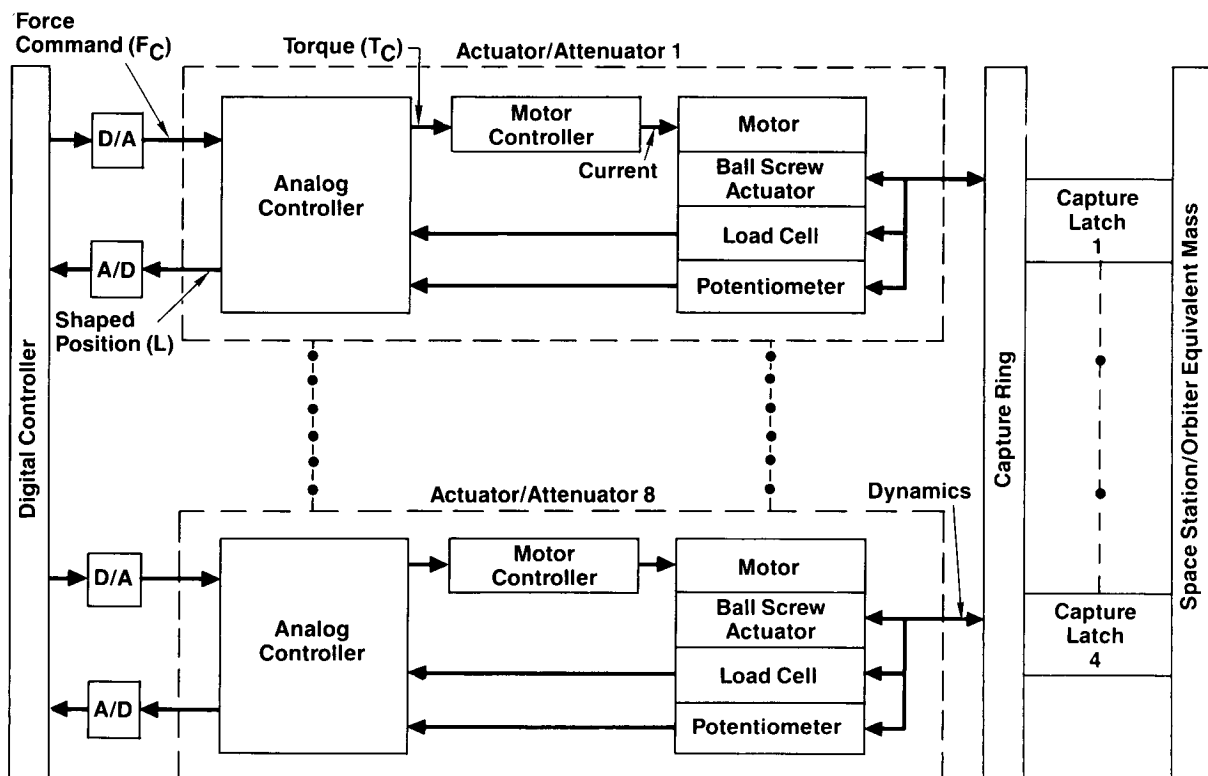 Force
Command (FC)
Torque (TC)
Actuator/Attenuator 1
D/A
Analog
Controller
Motor
Controller
Current
Motor
Ball Screw
Actuator
Load Cell
Potentiometer
A/D
Shaped
Position (L)
Digital Controller
Capture Ring
Capture
Latch
1
Space Station/Orbiter Equivalent Mass
Actuator/Attenuator 8
Dynamics
D/A
Analog
Controller
Motor
Controller
Motor
Ball Screw
Actuator
Load Cell
Potentiometer
A/D
Capture
Latch
4